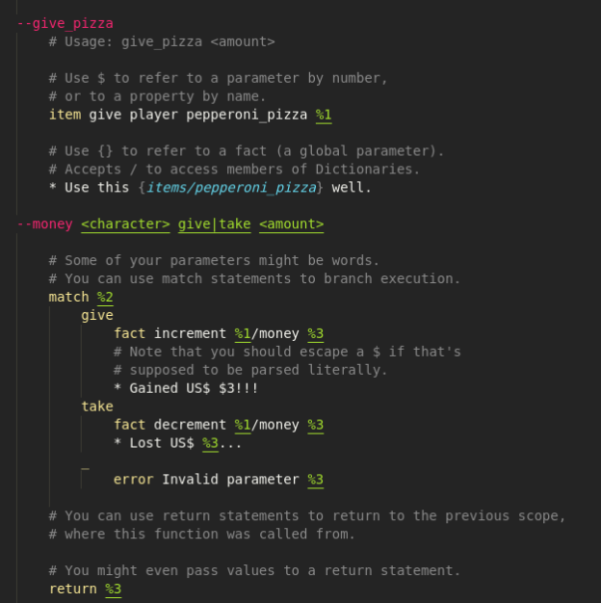 --give_pizza
# Usage: give_pizza <amount>
# Use $ to refer to a parameter by number,
# or to a property by name.
item give player pepperoni_pizza %1
# Use {} to refer to a fact (a global parameter).
# Accepts / to access members of Dictionaries.
* Use this {items/pepperoni_pizza} well.
--money <character> give|take <amount>
# Some of your parameters might be words.
# You can use match statements to branch execution.
match %2
give
fact increment %1/money %3
# Note that you should escape a $ if that's
# supposed to be parsed literally.
* Gained US$ $3!!!
take
fact decrement %1/money %3
* Lost US$ %3...
_
error Invalid parameter %3
# You can use return statements to return to the previous scope,
# where this function was called from.
# You might even pass values to a return statement.
return %3